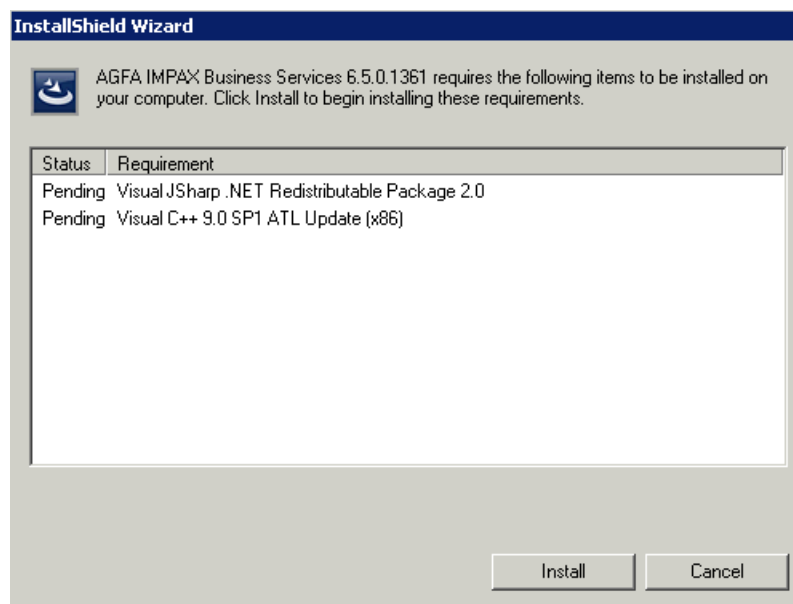 InstallShield Wizard
AGFA IMPAX Business Services 6.5.0.1361 requires the following items to be installed on
your computer. Click Install to begin installing these requirements.
Status Requirement
Pending Visual JSharp .NET Redistributable Package 2.0
Pending Visual C++ 9.0 SP1 ATL Update (x86)
Install Cancel